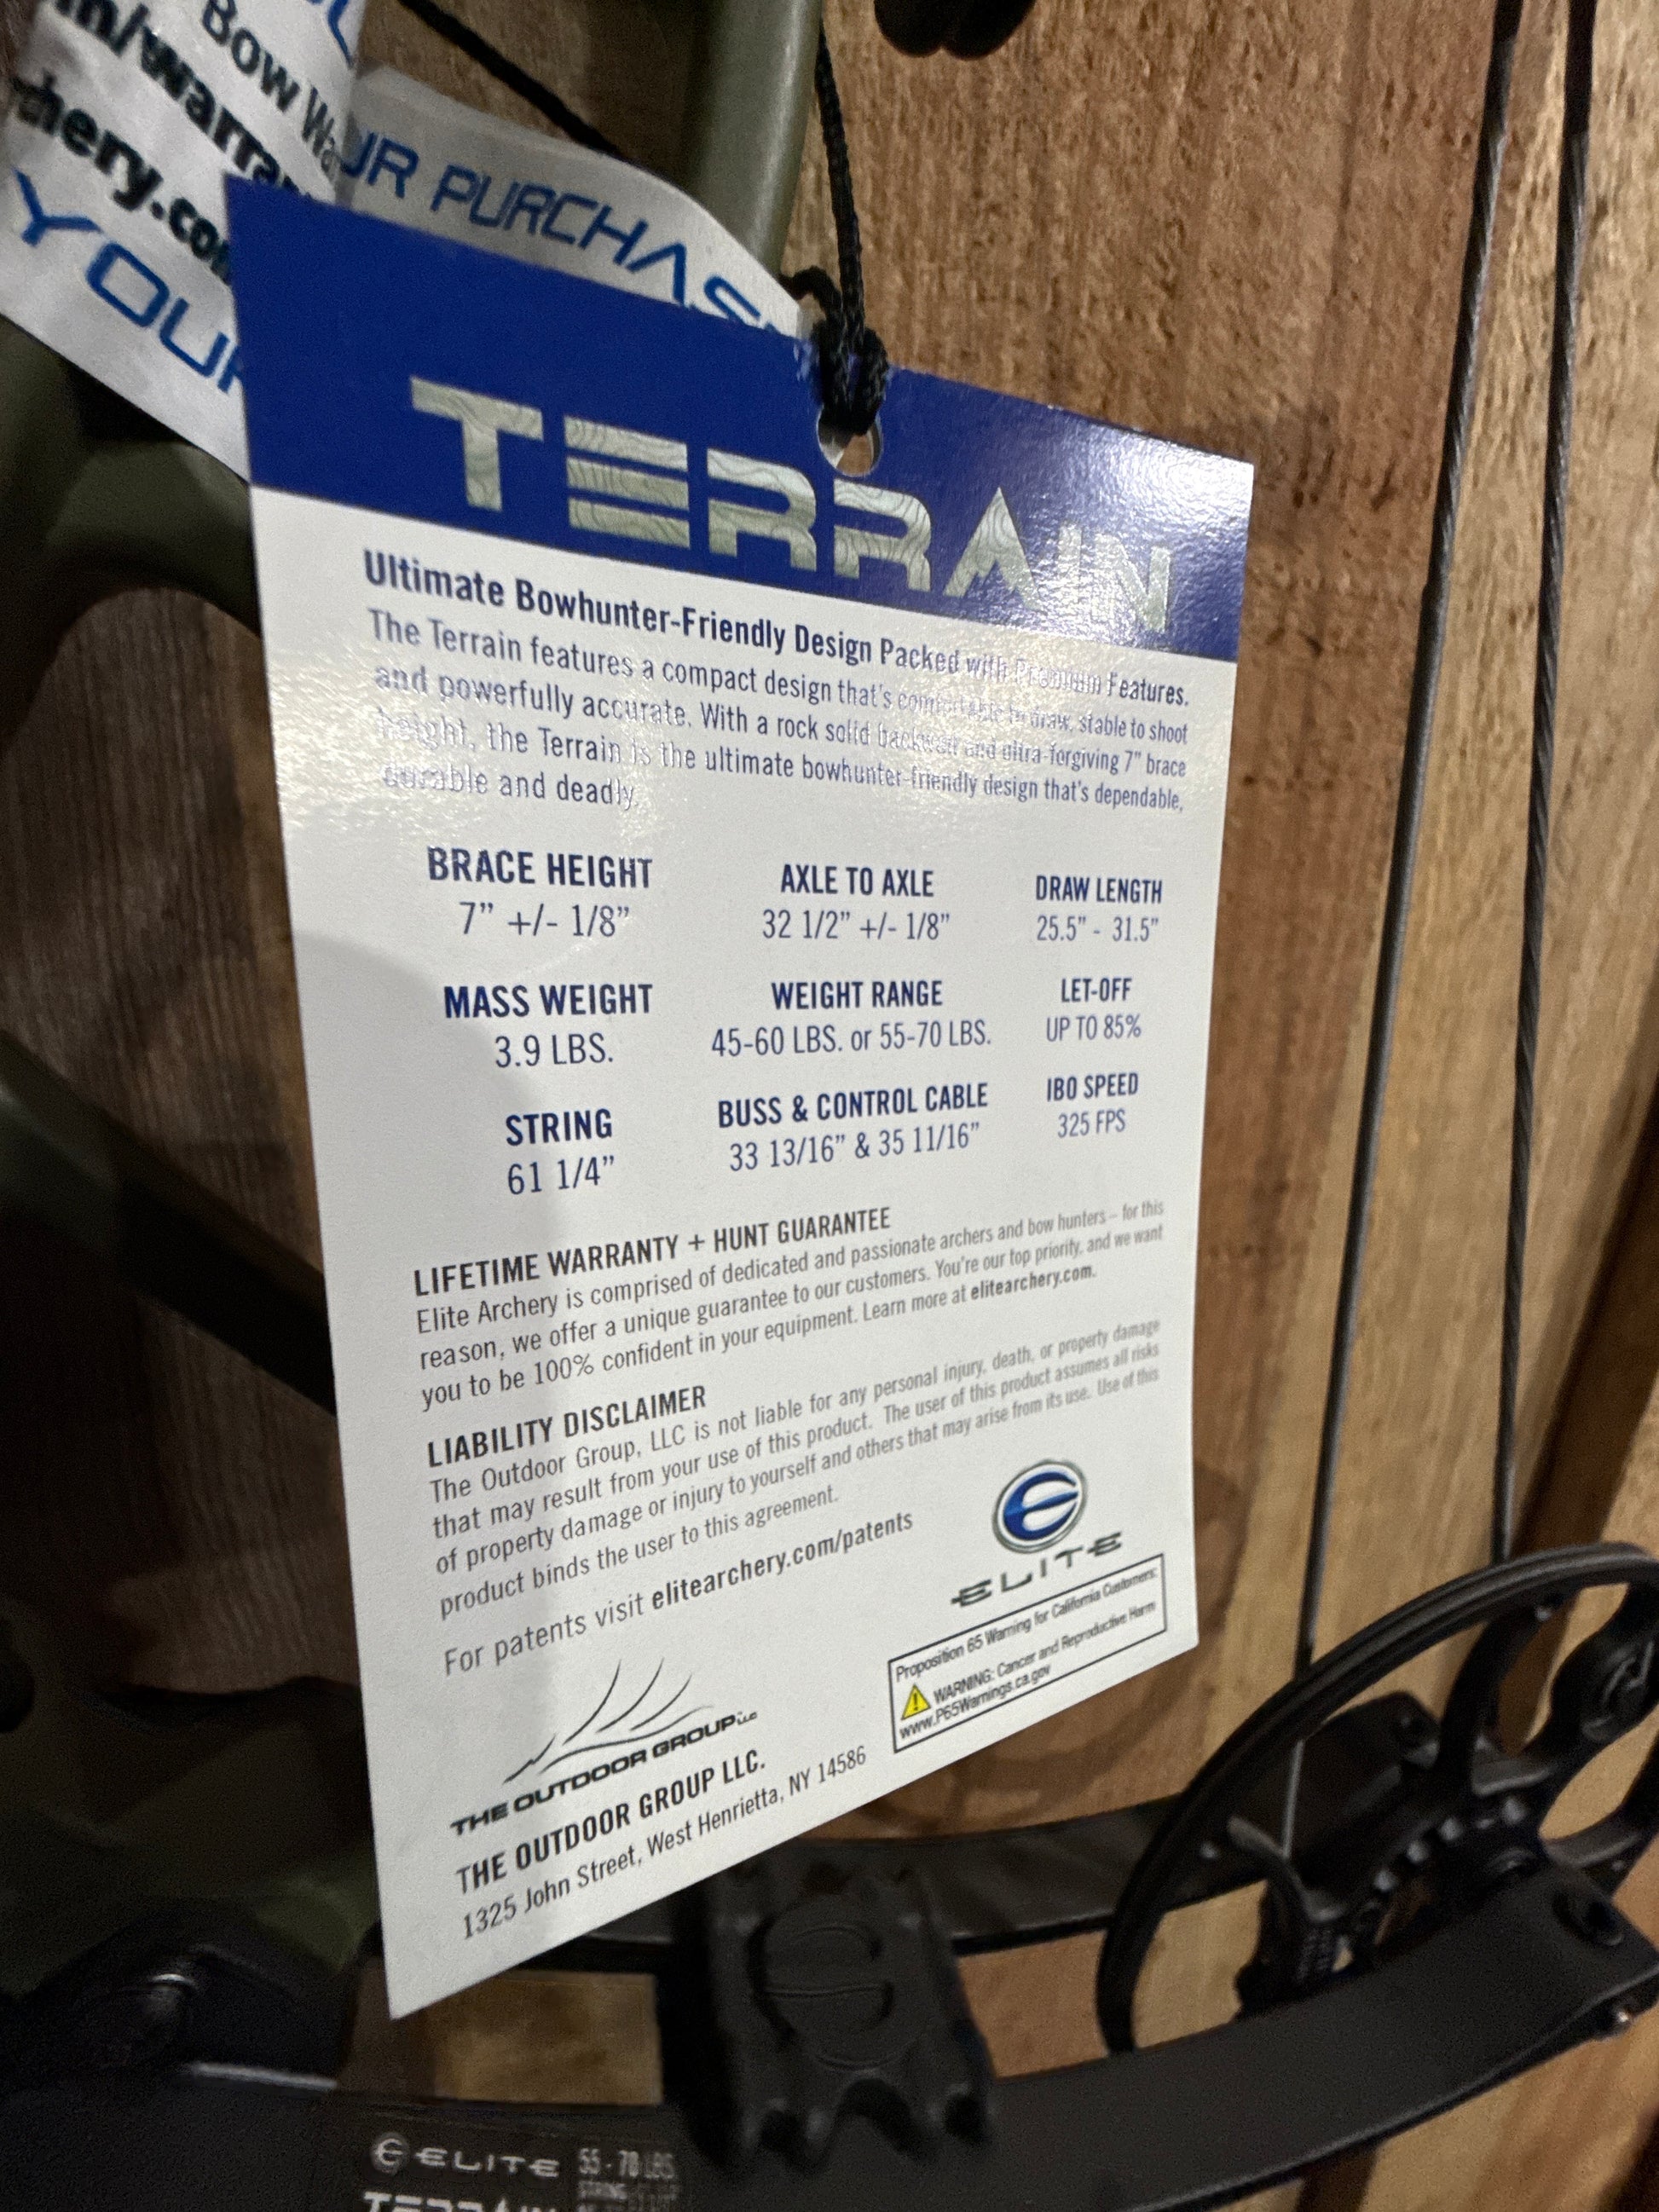 Bow Wa
m/warra
hery.co
YOUR
UR PURCHAS
TERRAIN
Ultimate Bowhunter-Friendly Design Packed with Premium Features.
The Terrain features a compact design that's comfortable to draw, stable to shoot
and powerfully accurate. With a rock solid backwall and ultra-forgiving 7” brace
height, the Terrain is the ultimate bowhunter-friendly design that's dependable,
durable and deadly.
BRACE HEIGHT
7” +/- 1/8”
AXLE TO AXLE
32 1/2” +/- 1/8”
DRAW LENGTH
25.5” - 31.5”
MASS WEIGHT
3.9 LBS.
WEIGHT RANGE
45-60 LBS. or 55-70 LBS.
LET-OFF
UP TO 85%
STRING
61 1/4”
BUSS & CONTROL CABLE
33 13/16” & 35 11/16”
IBO SPEED
325 FPS
LIFETIME WARRANTY + HUNT GUARANTEE
Elite Archery is comprised of dedicated and passionate archers and bow hunters – for this
reason, we offer a unique guarantee to our customers. You're our top priority, and we want
you to be 100% confident in your equipment. Learn more at elitearchery.com.
LIABILITY DISCLAIMER
The Outdoor Group, LLC is not liable for any personal injury, death, or property damage
that may result from your use of this product. The user of this product assumes all risks
of property damage or injury to yourself and others that may arise from its use. Use of this
product binds the user to this agreement.
For patents visit elitearchery.com/patents
ELITE
Proposition 65 Warning for California Customers:
WARNING: Cancer and Reproductive Harm
www.P65Warnings.ca.gov
THE OUTDOOR GROUP LLC
THE OUTDOOR GROUP LLC.
1325 John Street, West Henrietta, NY 14586
ELITE 55-70 LBS
TERRAIN STRING